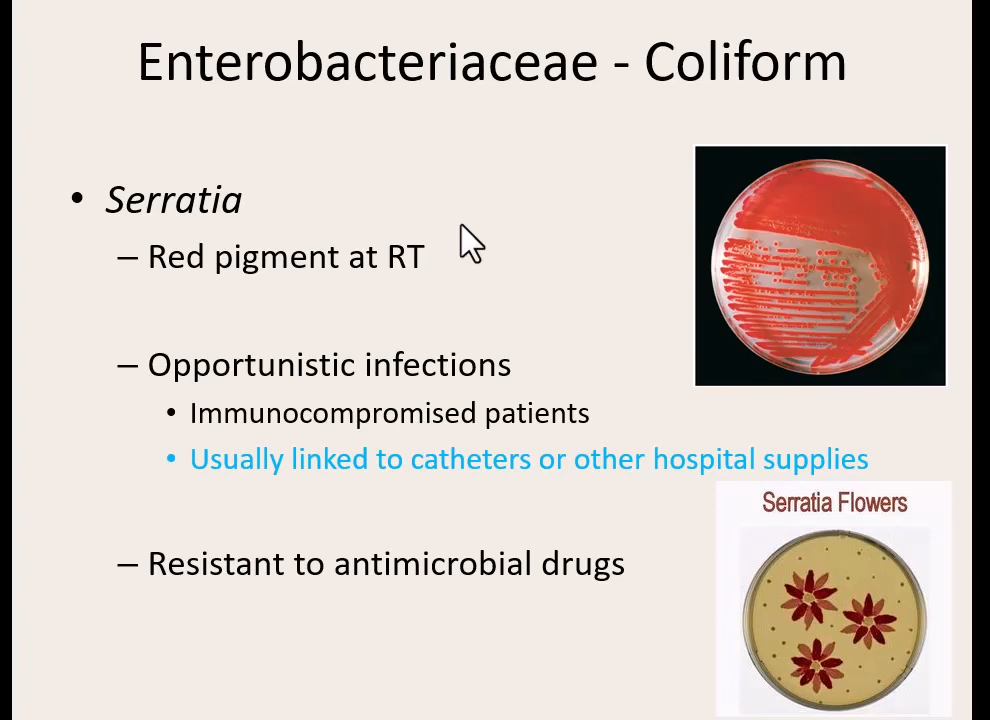 Enterobacteriaceae - Coliform
• Serratia
– Red pigment at RT
– Opportunistic infections
• Immunocompromised patients
• Usually linked to catheters or other hospital supplies
Serratia Flowers
– Resistant to antimicrobial drugs